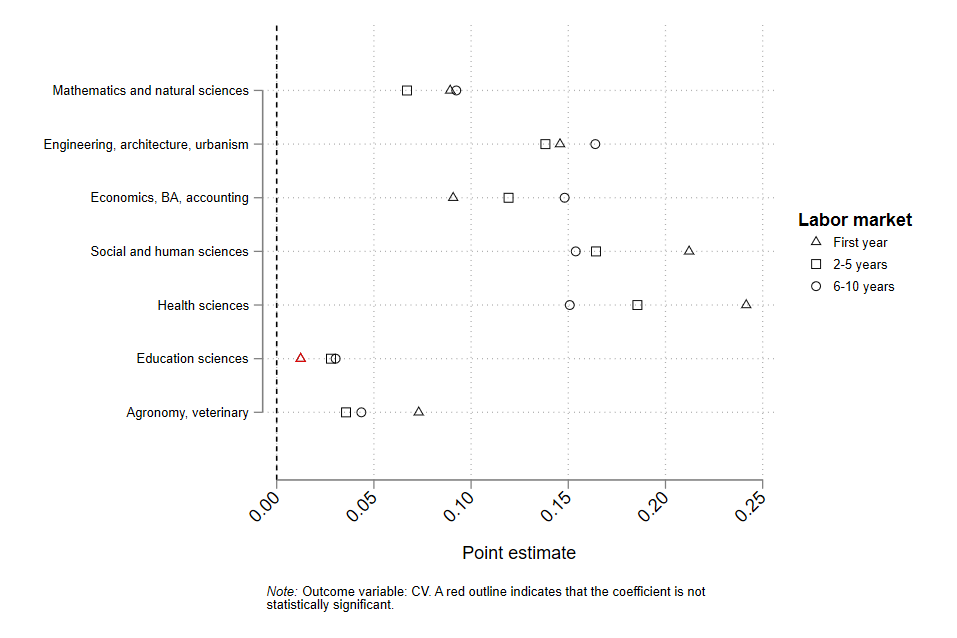 Mathematics and natural sciences
Engineering, architecture, urbanism
Economics, BA, accounting
Social and human sciences
Health sciences
Education sciences
Agronomy, veterinary
0.00
0.05
0.10
0.15
0.20
0.25
Point estimate
Labor market
First year
2-5 years
6-10 years
Note: Outcome variable: CV. A red outline indicates that the coefficient is not
statistically significant.